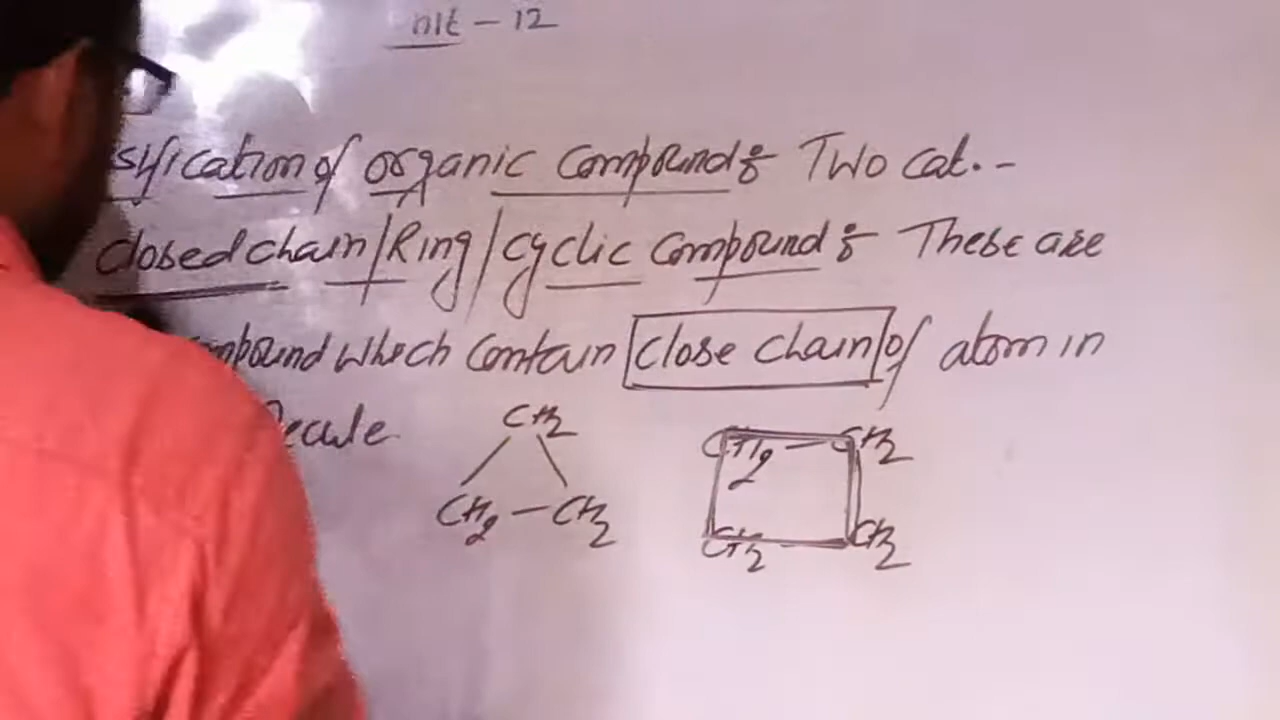 nit - 12
sification of organic Compound: Two Cat. -
closed chain/Ring/cyclic Compound: These are
mpound which Contain close chain of atom in
ecule
CH2
CH2 - CH2
CH2 - CH2
CH2 - CH2